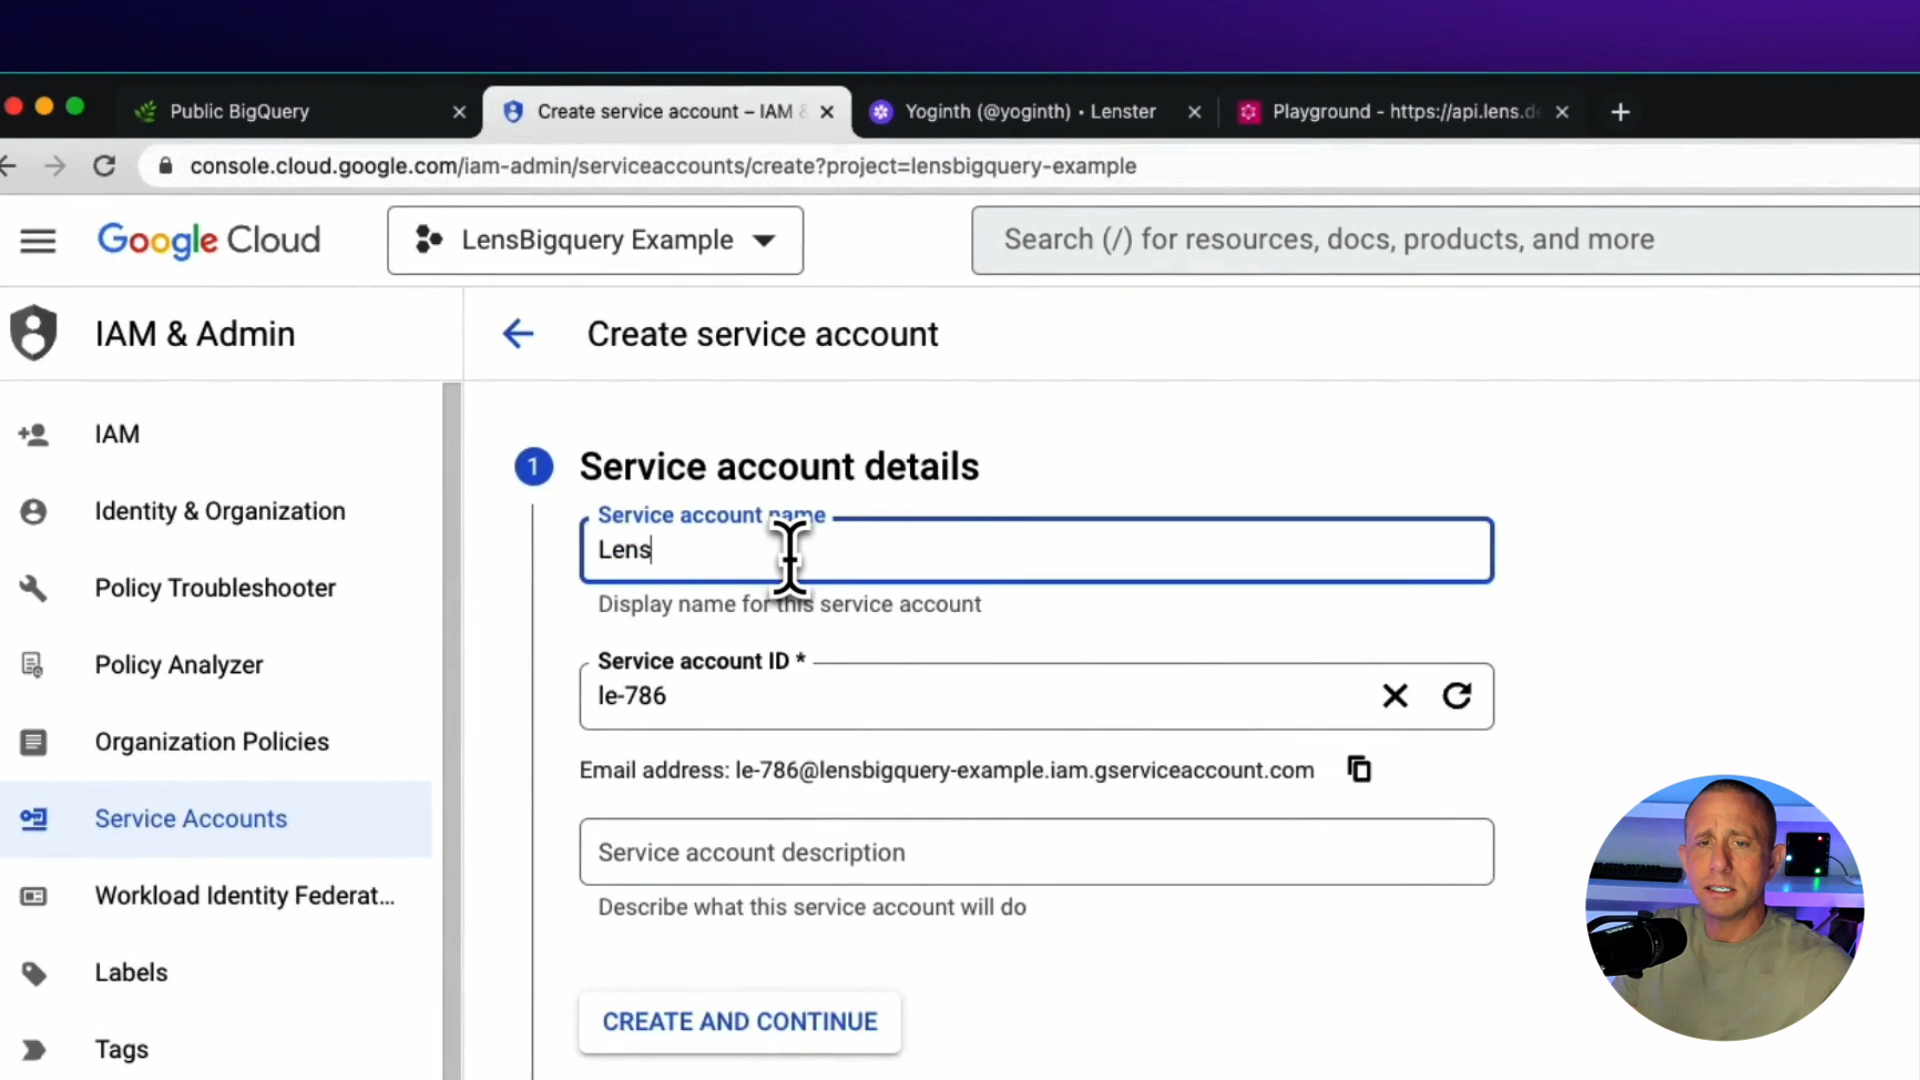 Public BigQuery
Create service account – IAM &
Yoginth (@yoginth) • Lenster
Playground - https://api.lens.de
console.cloud.google.com/iam-admin/serviceaccounts/create?project=lensbigquery-example
Google Cloud
LensBigquery Example
Search (/) for resources, docs, products, and more
IAM & Admin
Create service account
IAM
Identity & Organization
Policy Troubleshooter
Policy Analyzer
Organization Policies
Service Accounts
Workload Identity Federat...
Labels
Tags
1 Service account details
Service account name
Lens
Display name for this service account
Service account ID *
le-786
Email address: le-786@lensbigquery-example.iam.gserviceaccount.com
Service account description
Describe what this service account will do
CREATE AND CONTINUE